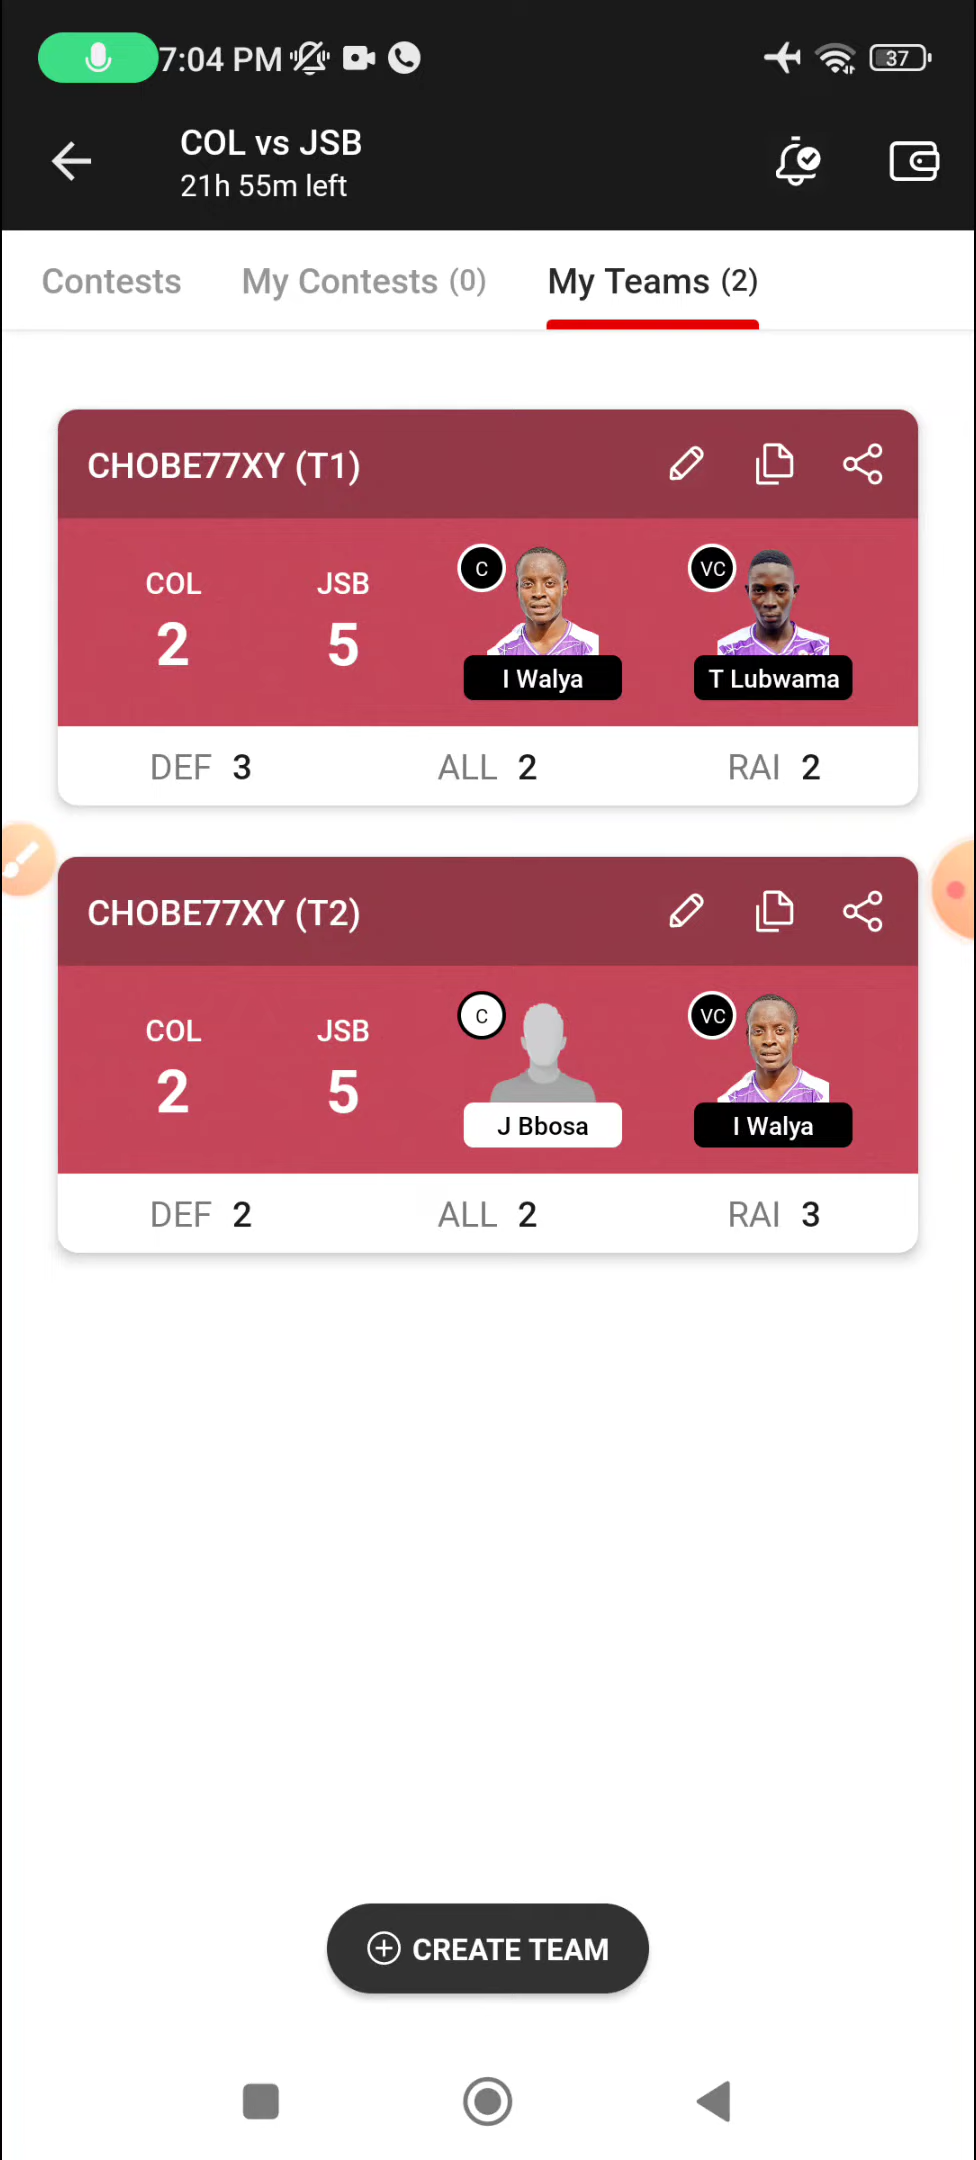 7:04 PM 37
COL vs JSB
21h 55m left
Contests My Contests (0) My Teams (2)
CHOBE77XY (T1)
COL JSB C VC
2 5
I Walya T Lubwama
DEF 3 ALL 2 RAI 2
CHOBE77XY (T2)
COL JSB C VC
2 5
J Bbosa I Walya
DEF 2 ALL 2 RAI 3
CREATE TEAM